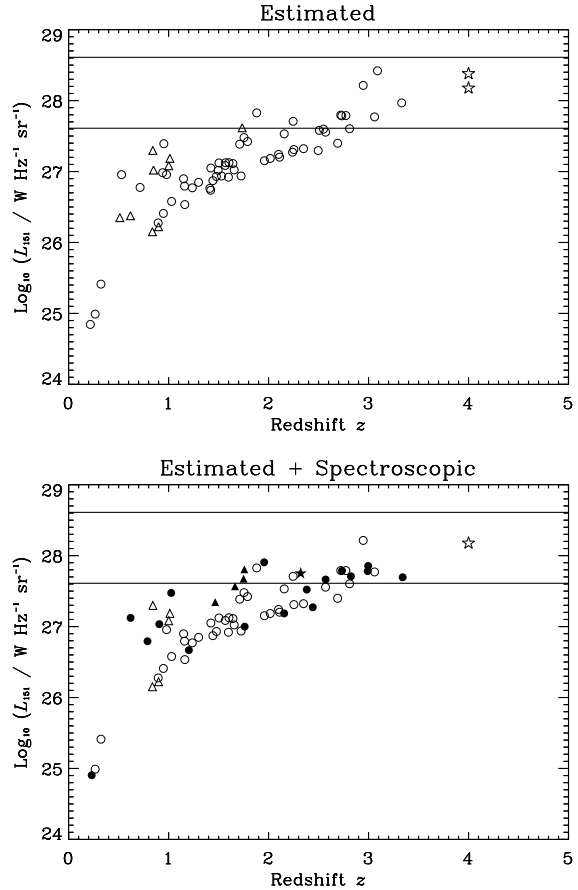 Estimated
29
28
27
26
25
24
Log₁₀ (L₁₅₁ / W Hz⁻¹ sr⁻¹)
0 1 2 3 4 5
Redshift z
Estimated + Spectroscopic
29
28
27
26
25
24
Log₁₀ (L₁₅₁ / W Hz⁻¹ sr⁻¹)
0 1 2 3 4 5
Redshift z